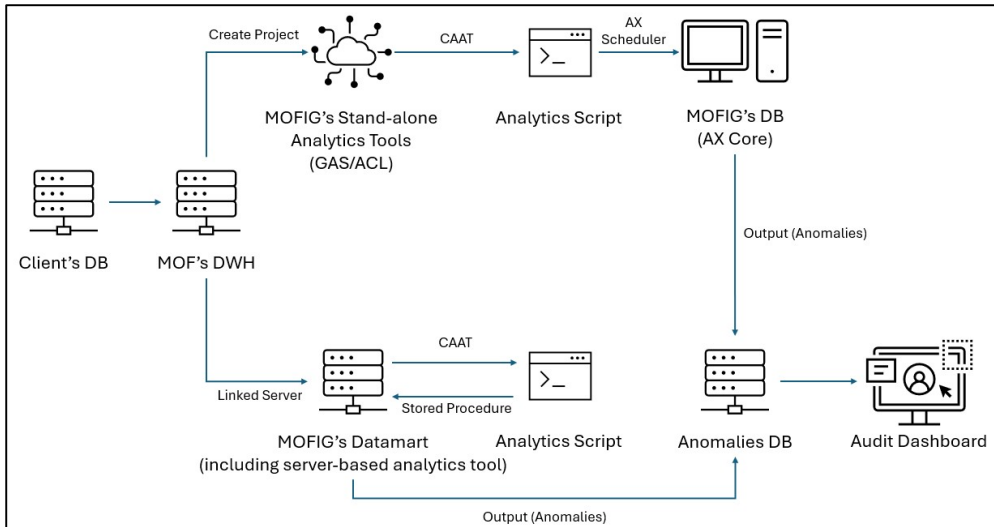 Create Project
CAAT
AX
Scheduler
MOFIG's Stand-alone
Analytics Tools
(GAS/ACL)
Analytics Script
MOFIG's DB
(AX Core)
Client's DB
MOF's DWH
Output (Anomalies)
Linked Server
CAAT
Stored Procedure
MOFIG's Datamart
(including server-based analytics tool)
Analytics Script
Anomalies DB
Audit Dashboard
Output (Anomalies)